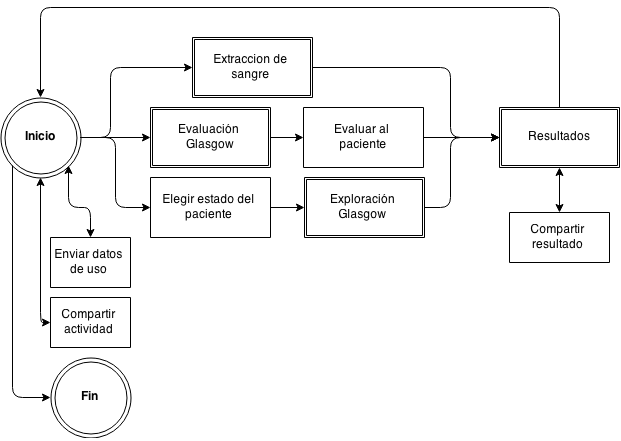 Extraccion de
sangre
Inicio
Evaluación
Glasgow
Evaluar al
paciente
Resultados
Elegir estado del
paciente
Exploración
Glasgow
Compartir
resultado
Enviar datos
de uso
Compartir
actividad
Fin